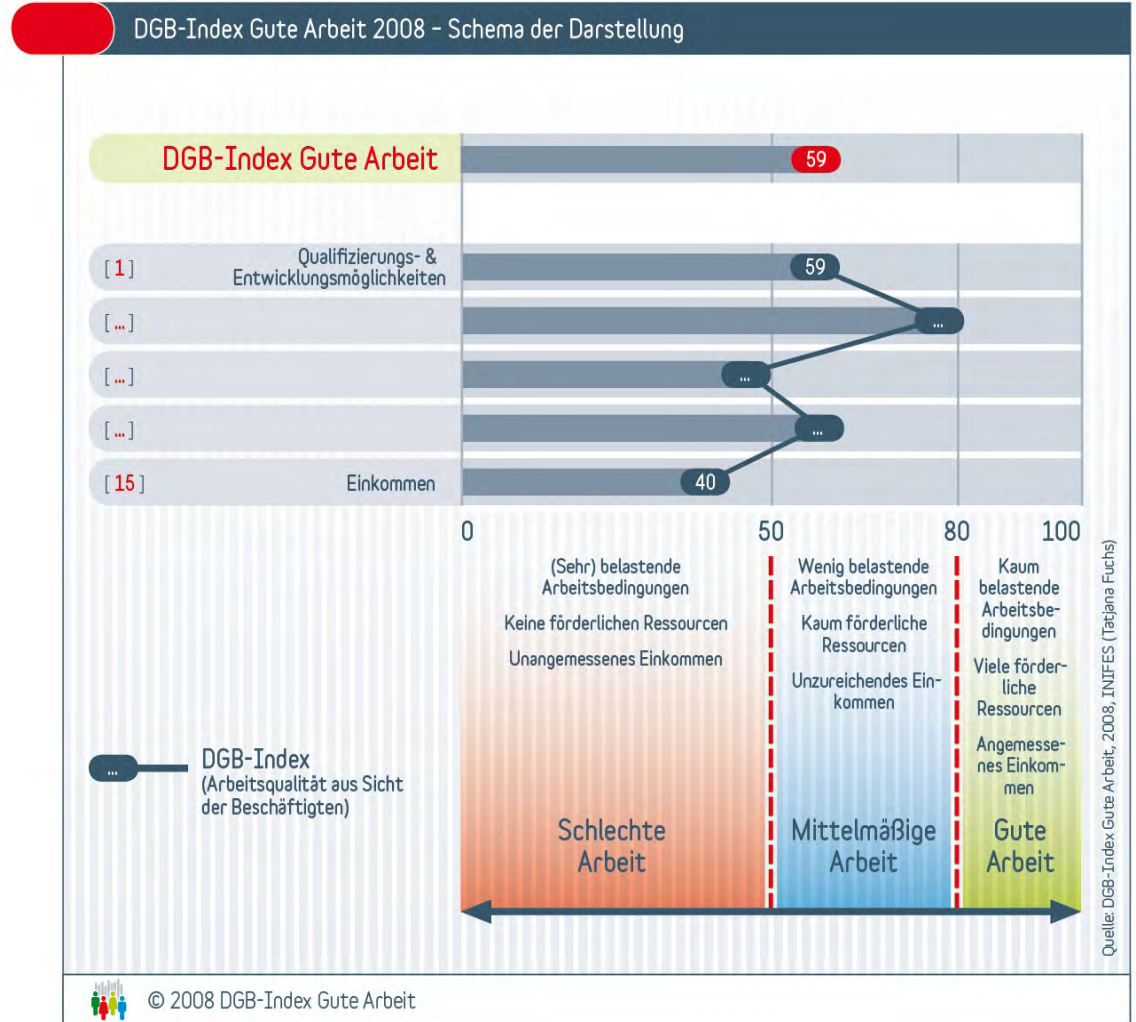 DGB-Index Gute Arbeit 2008 – Schema der Darstellung
DGB-Index Gute Arbeit
59
[1]
Qualifizierungs- &
Entwicklungsmöglichkeiten
59
[...]
...
[...]
...
[...]
...
[15]
Einkommen
40
0 50 80 100
(Sehr) belastende
Arbeitsbedingungen
Keine förderlichen Ressourcen
Unangemessenes Einkommen
Schlechte
Arbeit
Wenig belastende
Arbeitsbedingungen
Kaum förderliche
Ressourcen
Unzureichendes Ein-
kommen
Mittelmäßige
Arbeit
Kaum
belastende
Arbeitsbe-
dingungen
Viele förder-
liche
Ressourcen
Angemesse-
nes Einkom-
men
Gute
Arbeit
...
DGB-Index
(Arbeitsqualität aus Sicht
der Beschäftigten)
Quelle: DGB-Index Gute Arbeit, 2008, INIFES (Tatjana Fuchs)
© 2008 DGB-Index Gute Arbeit